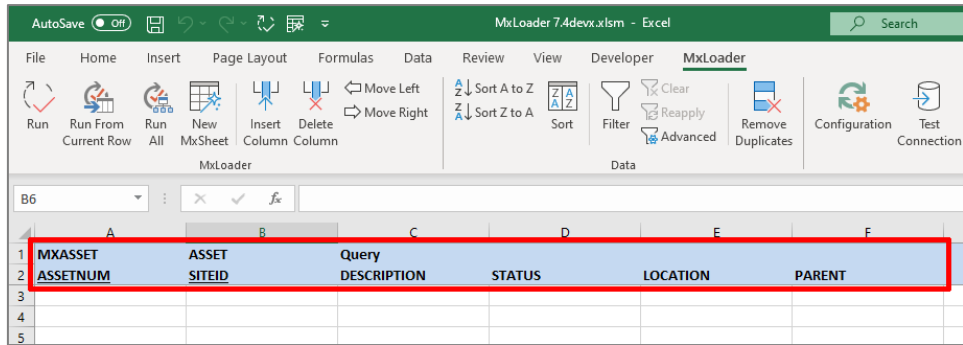 AutoSave Off MxLoader 7.4devx.xlsm - Excel Search
File Home Insert Page Layout Formulas Data Review View Developer MxLoader
Run
Run From
Current Row
Run
All
New
MxSheet
Insert
Column
Delete
Column
Move Left
Move Right
MxLoader
Sort A to Z
Sort Z to A
Sort
Filter
Clear
Reapply
Advanced
Remove
Duplicates
Data
Configuration
Test
Connection
B6 fx
A B C D E F
1 MXASSET ASSET Query
2 ASSETNUM SITEID DESCRIPTION STATUS LOCATION PARENT
3
4
5